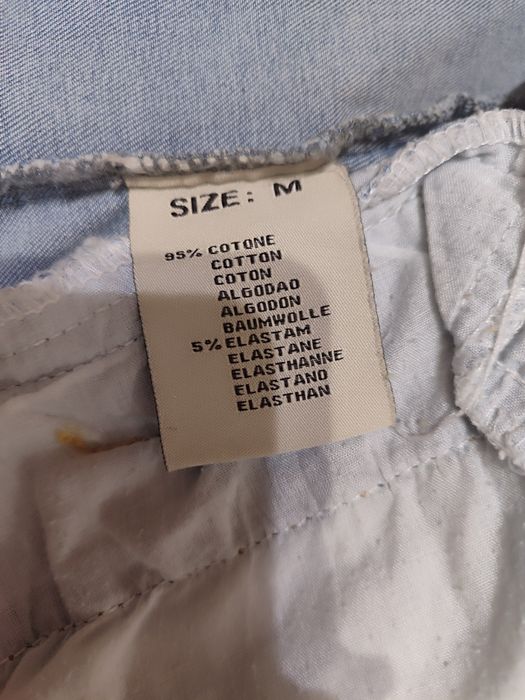 SIZE: M
95% COTONE
COTTON
COTON
ALGODAO
ALGODON
BAUMWOLLE
5% ELASTAM
ELASTANE
ELASTHANNE
ELASTANO
ELASTHAN